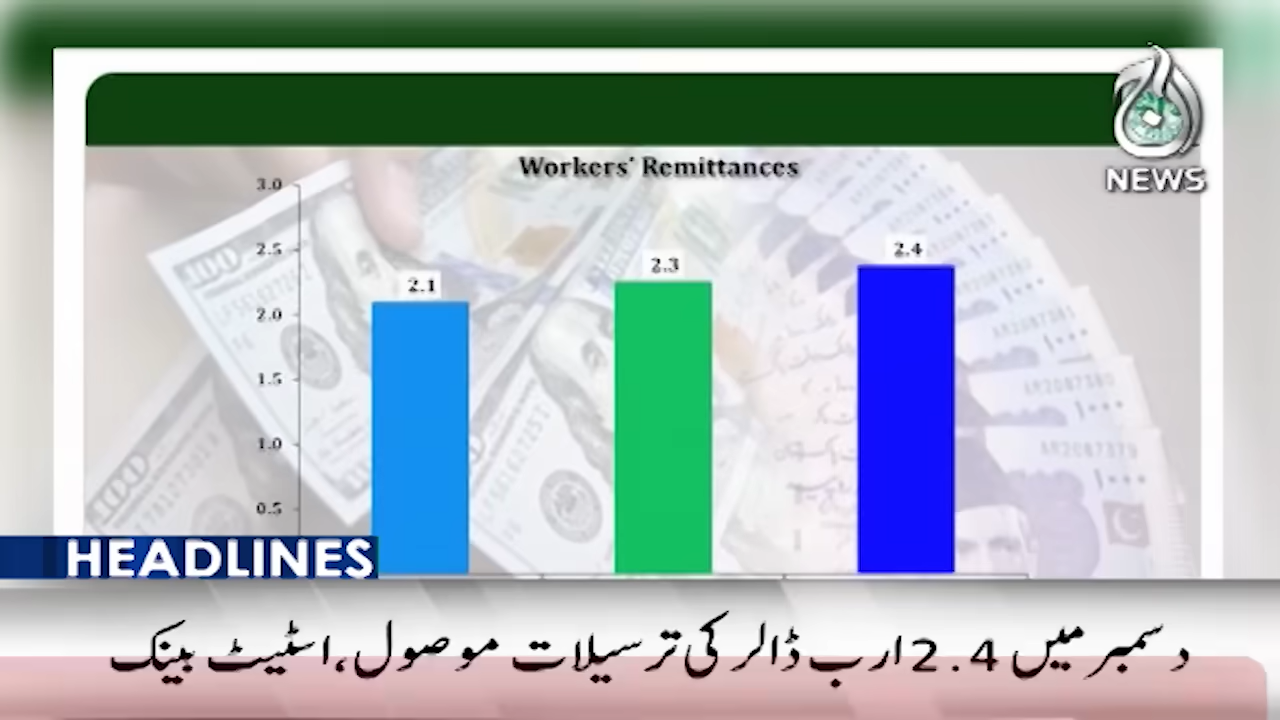 NEWS
Workers' Remittances
3.0
2.5
2.0
1.5
1.0
0.5
2.1
2.3
2.4
HEADLINES
دسمبر میں 2.4 ارب ڈالر کی ترسیلات موصول، اسٹیٹ بینک